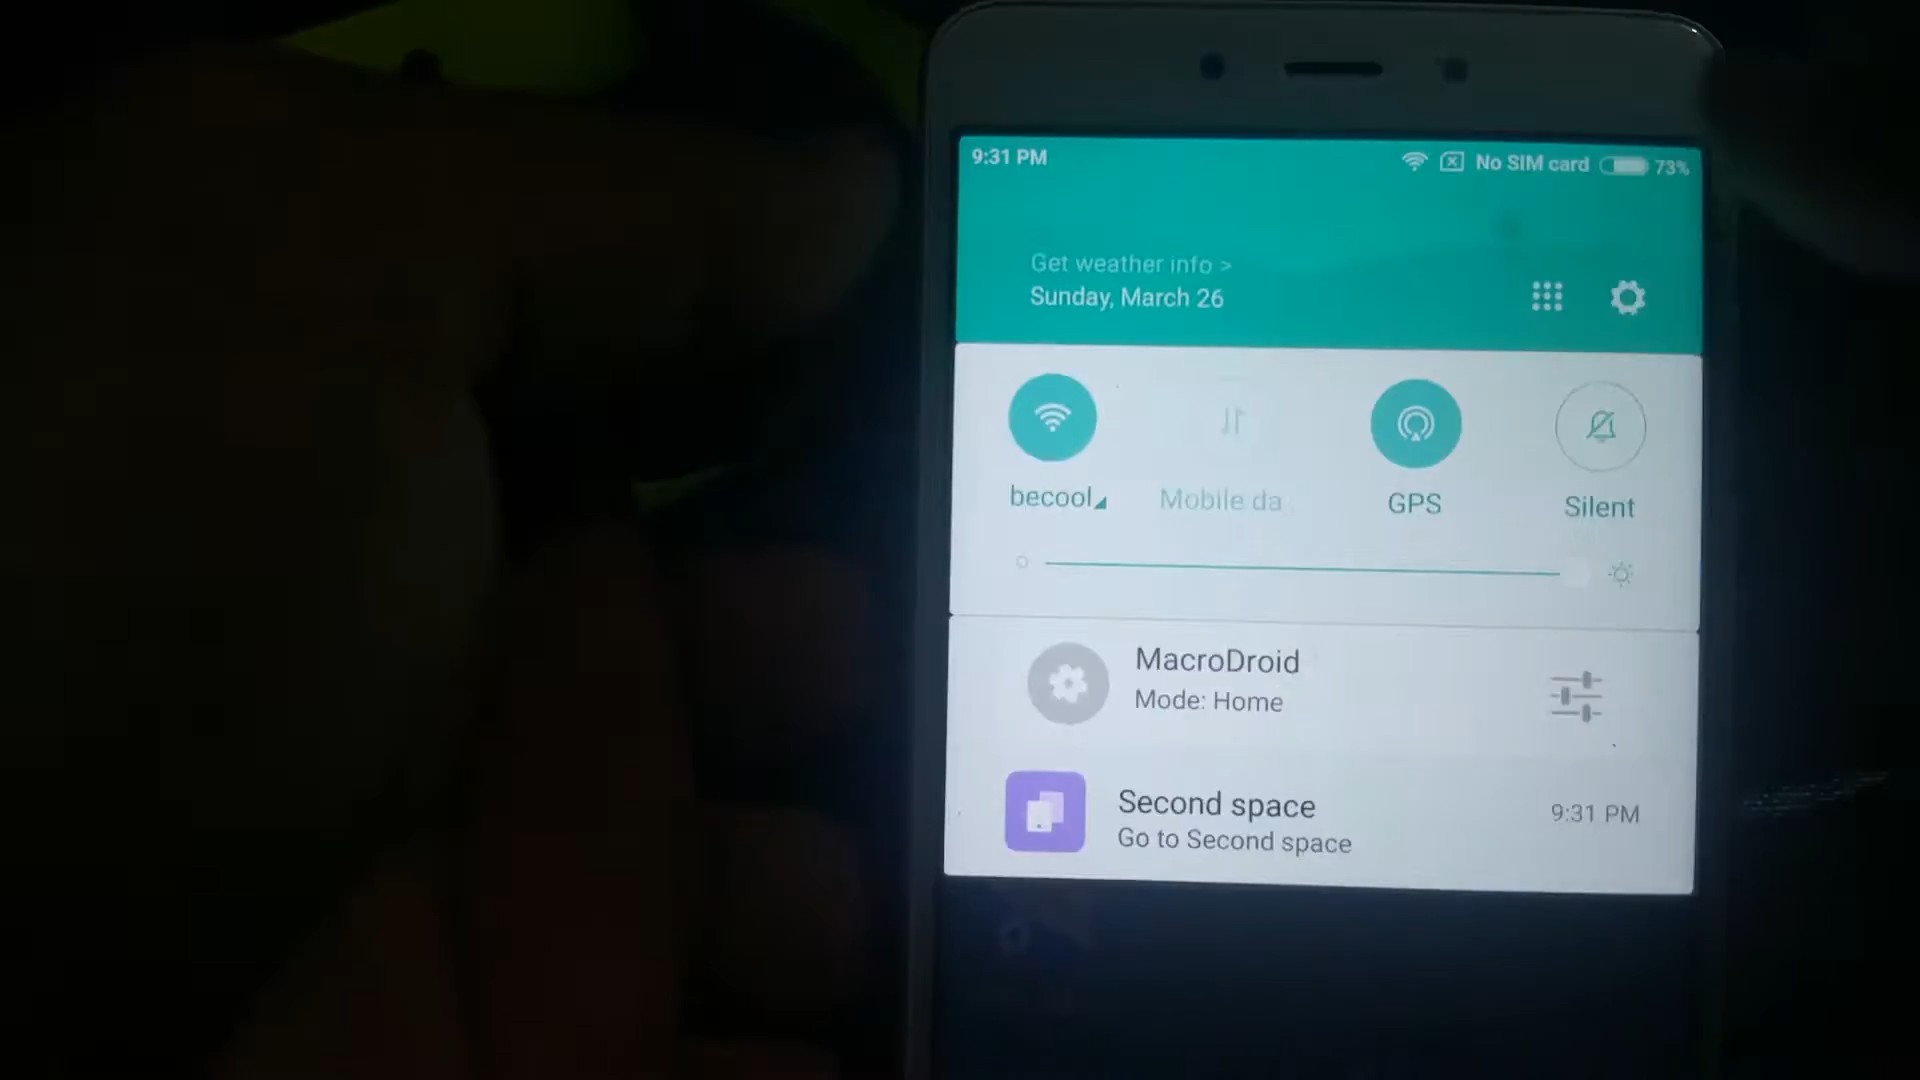 9:31 PM
No SIM card
73%
Get weather info >
Sunday, March 26
becool
Mobile da
GPS
Silent
MacroDroid
Mode: Home
Second space
9:31 PM
Go to Second space